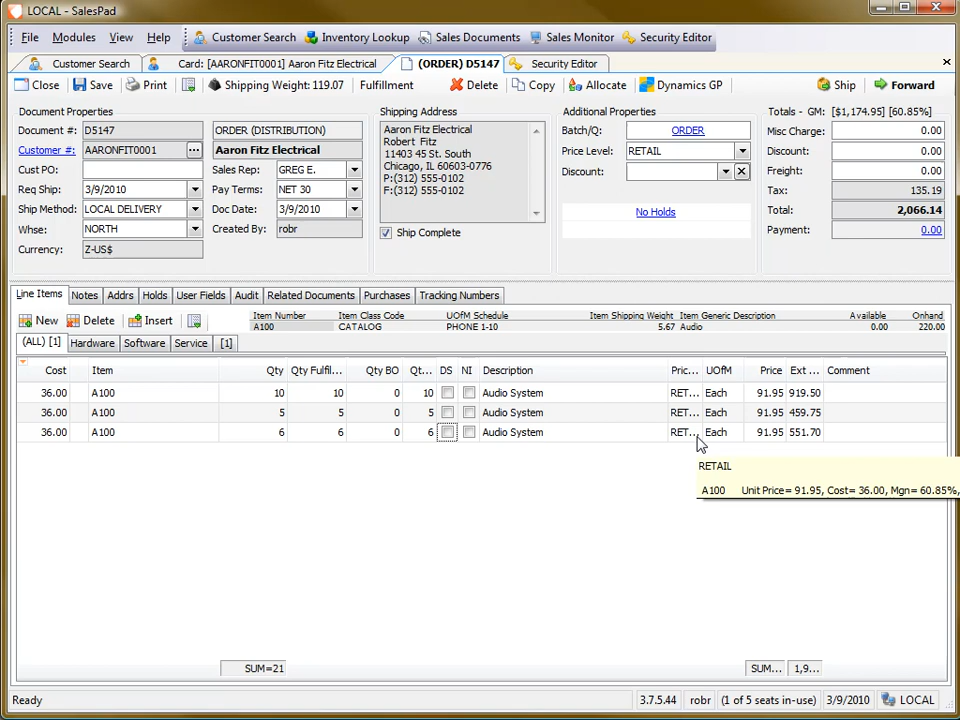 LOCAL - SalesPad
File Modules View Help Customer Search Inventory Lookup Sales Documents Sales Monitor Security Editor
Customer Search Card: [AARONFIT0001] Aaron Fitz Electrical (ORDER) D5147 Security Editor
Close Save Print Shipping Weight: 119.07 Fulfillment Delete Copy Allocate Dynamics GP Ship Forward
Document Properties Shipping Address Additional Properties Totals - GM: [$1,174.95] [60.85%]
Document #: D5147 ORDER (DISTRIBUTION) Aaron Fitz Electrical Batch/Q: ORDER Misc Charge: 0.00
Customer #: AARONFIT0001 ... Aaron Fitz Electrical Robert Fitz Price Level: RETAIL Discount: 0.00
Cust PO: Sales Rep: GREG E. 11403 45 St. South Discount: Freight: 0.00
Req Ship: 3/9/2010 Pay Terms: NET 30 Chicago, IL 60603-0776 Tax: 135.19
Ship Method: LOCAL DELIVERY Doc Date: 3/9/2010 P:(312) 555-0102 No Holds Total: 2,066.14
Whse: NORTH Created By: robr F:(312) 555-0102 Payment: 0.00
Currency: Z-US$ Ship Complete
Line Items Notes Addrs Holds User Fields Audit Related Documents Purchases Tracking Numbers
New Delete Insert Item Number Item Class Code UOfM Schedule Item Shipping Weight Item Generic Description Available Onhand
A100 CATALOG PHONE 1-10 5.67 Audio 0.00 220.00
(ALL) [1] Hardware Software Service [1]
Cost Item Qty Qty Fulfil... Qty BO Qt... DS NI Description Pric... UOfM Price Ext ... Comment
36.00 A100 10 10 0 10 Audio System RET... Each 91.95 919.50
36.00 A100 5 5 0 5 Audio System RET... Each 91.95 459.75
36.00 A100 6 6 0 6 Audio System RET... Each 91.95 551.70
RETAIL
A100 Unit Price= 91.95, Cost= 36.00, Mgn= 60.85%,
SUM=21 SUM... 1,9...
Ready 3.7.5.44 robr (1 of 5 seats in-use) 3/9/2010 LOCAL